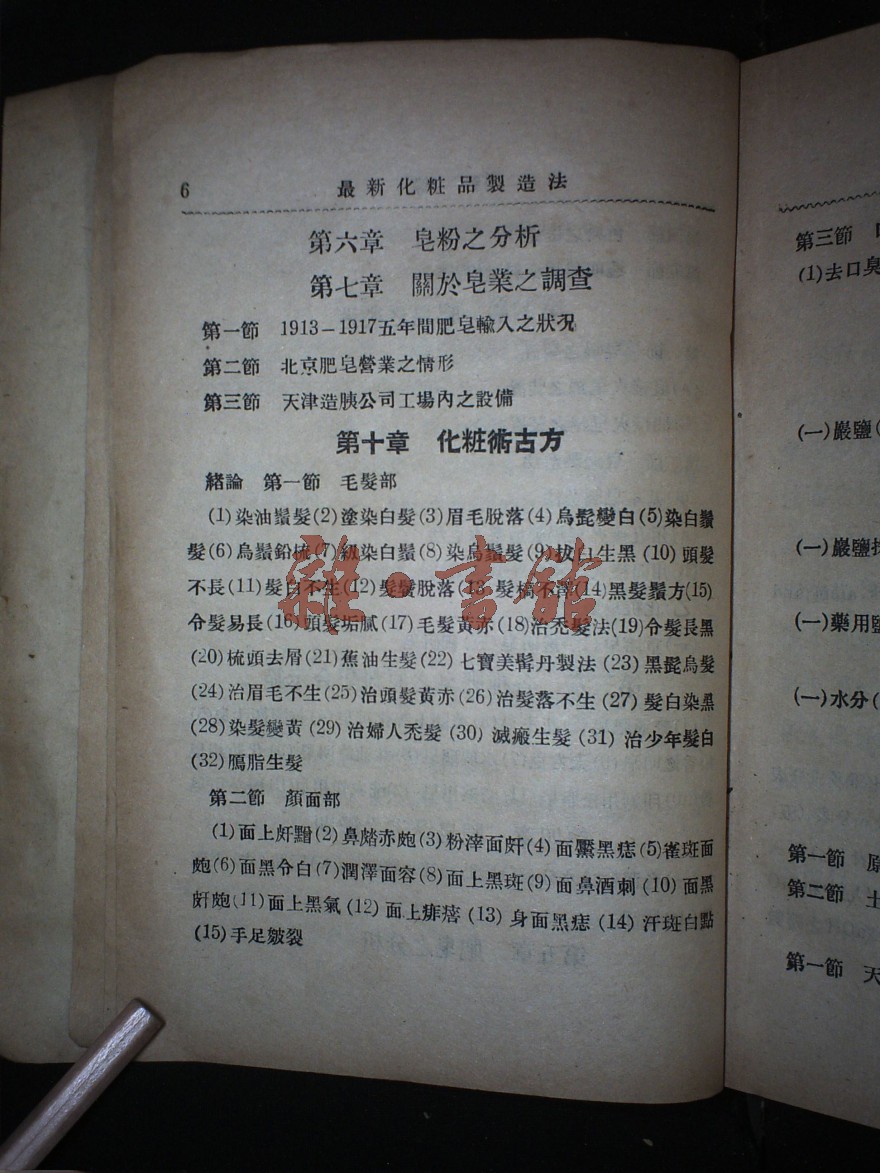 6
最新化粧品製造法
第六章 皂粉之分析
第七章 關於皂業之調查
第一節 1913-1917五年間肥皂輸入之狀況
第二節 北京肥皂營業之情形
第三節 天津造胰公司工場內之設備
第十章 化粧術古方
緒論 第一節 毛髮部
(1)染油鬚髮(2)塗染白髮(3)眉毛脫落(4)烏髭變白(5)染白鬚
髮(6)烏鬚鉛梳(7)級染白鬚(8)染烏鬚髮(9)拔白生黑(10)頭髮
不長(11)髮白不生(12)髮鬢脫落(13)髮槁不澤(14)黑髮鬚方(15)
令髮易長(16)頭髮垢膩(17)毛髮黃赤(18)治禿髮法(19)令髮長黑
(20)梳頭去屑(21)蕉油生髮(22)七寶美髯丹製法(23)黑髭烏髮
(24)治眉毛不生(25)治頭髮黃赤(26)治髮落不生(27)髮白染黑
(28)染髮變黃(29)治婦人禿髮(30)滅瘢生髮(31)治少年髮白
(32)鴈脂生髮
第二節 顏面部
(1)面上皯黯(2)鼻皻赤皰(3)粉滓面皯(4)面黶黑痣(5)雀斑面
皰(6)面黑令白(7)潤澤面容(8)面上黑斑(9)面鼻酒刺(10)面黑
皯皰(11)面上黑氣(12)面上痱㾦(13)身面黑痣(14)汗斑白點
(15)手足皴裂
第三節
(1)去口臭
(一)巖鹽(
(一)巖鹽採
(一)藥用鹽
(一)水分(
第一節 原
第二節 土
第一節 天
雜·書館